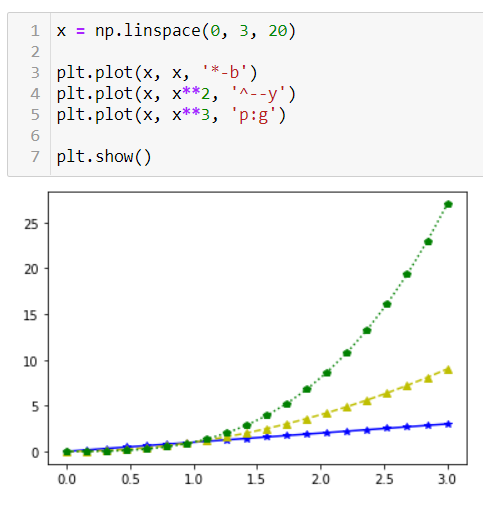 1 x = np.linspace(0, 3, 20)
2
3 plt.plot(x, x, '*-b')
4 plt.plot(x, x**2, '^--y')
5 plt.plot(x, x**3, 'p:g')
6
7 plt.show()
25
20
15
10
5
0
0.0 0.5 1.0 1.5 2.0 2.5 3.0